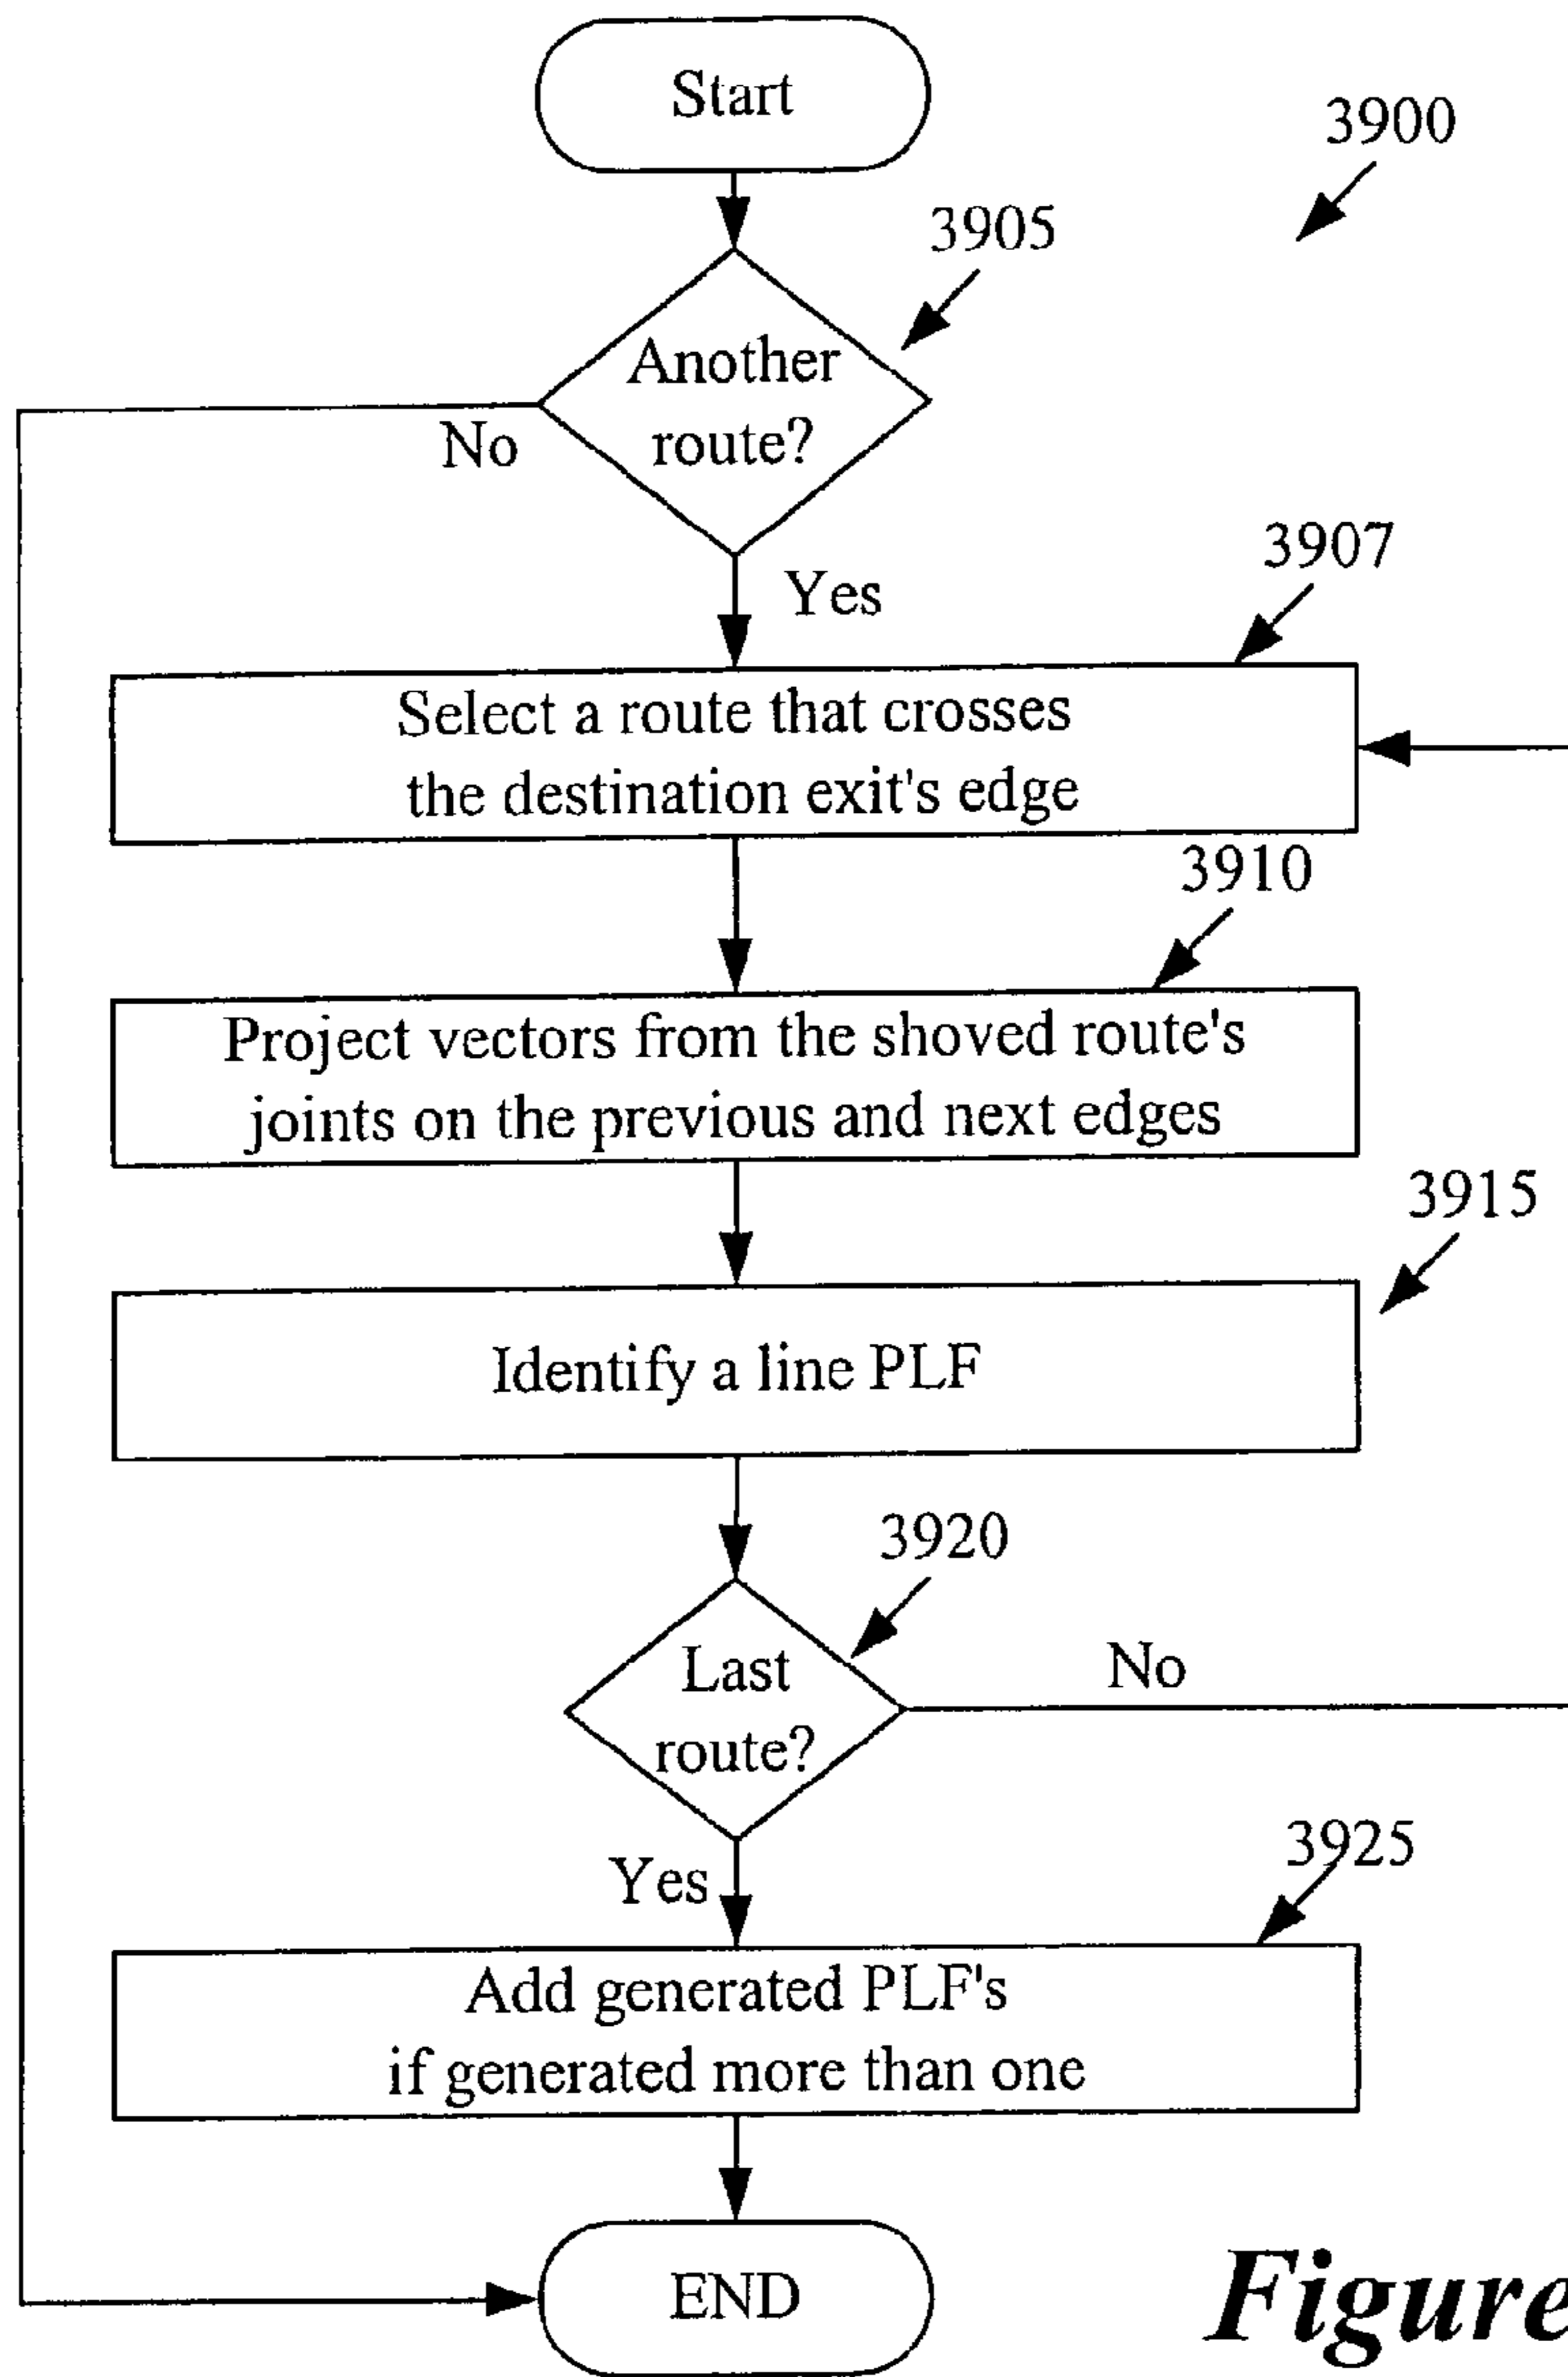 Start
3900
3905
Another
route?
No
Yes
3907
Select a route that crosses
the destination exit's edge
3910
Project vectors from the shoved route's
joints on the previous and next edges
3915
Identify a line PLF
3920
Last
route?
No
Yes
3925
Add generated PLF's
if generated more than one
END
Figure